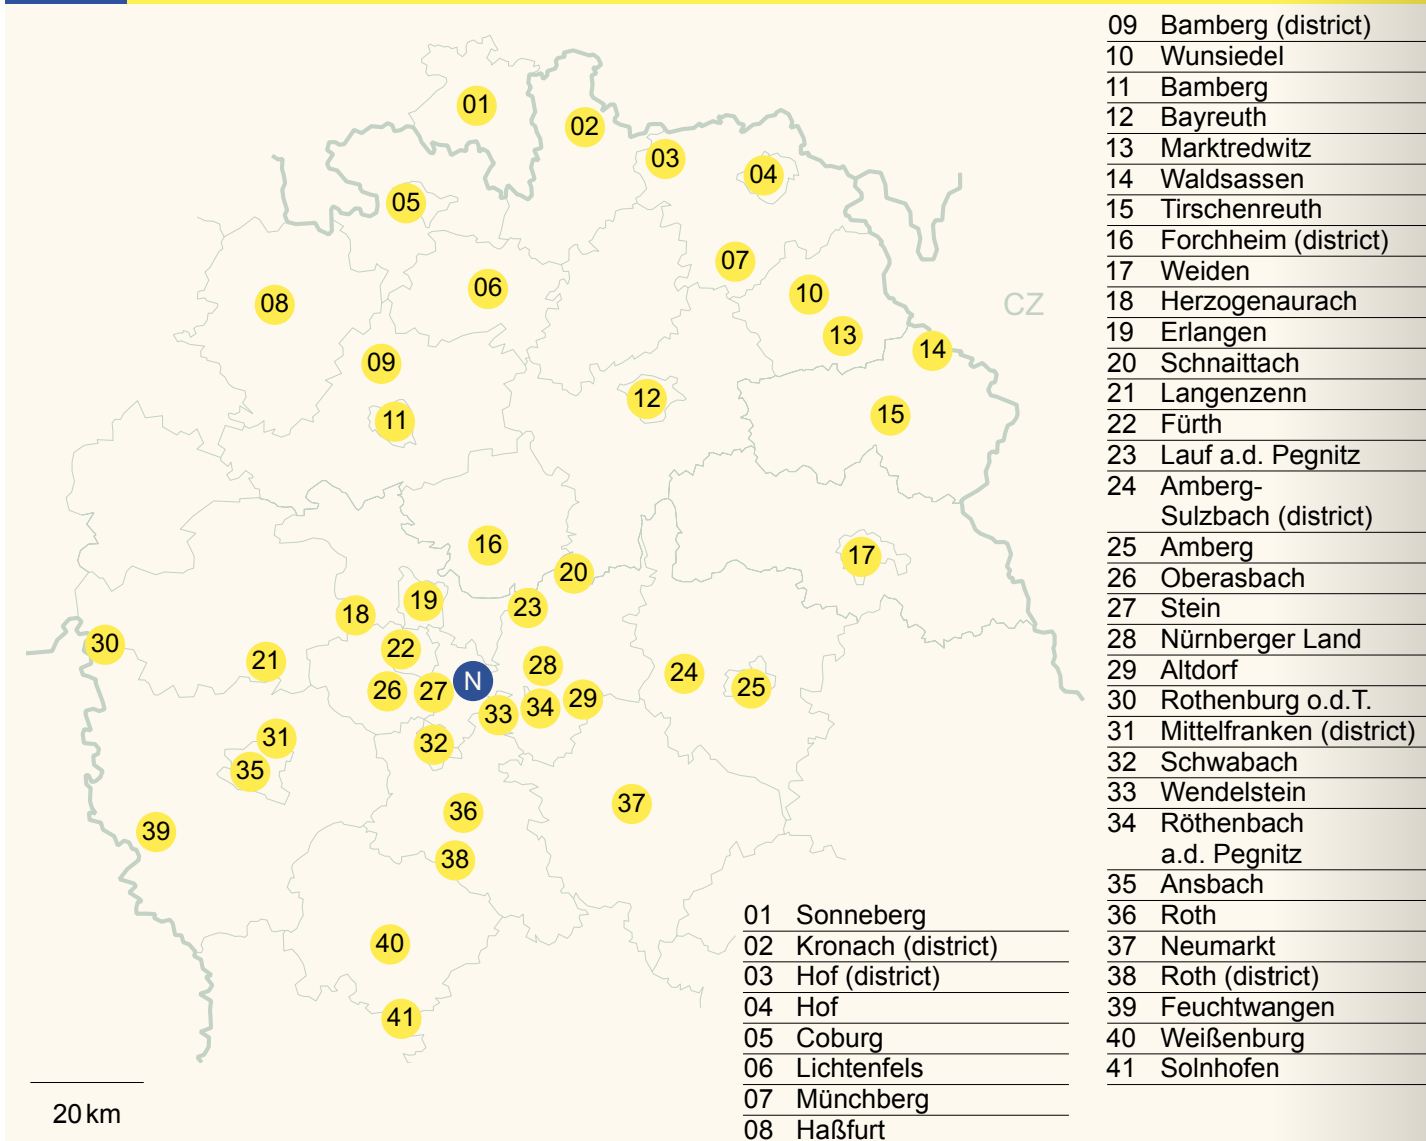 01
02
03
04
05
06
07
08
09
10
11
12
13
14
15
16
17
18
19
20
21
22
23
24
25
26
27
28
29
30
31
32
33
34
35
36
37
38
39
40
41
N
CZ
20 km
01 Sonneberg
02 Kronach (district)
03 Hof (district)
04 Hof
05 Coburg
06 Lichtenfels
07 Münchberg
08 Haßfurt
09 Bamberg (district)
10 Wunsiedel
11 Bamberg
12 Bayreuth
13 Marktredwitz
14 Waldsassen
15 Tirschenreuth
16 Forchheim (district)
17 Weiden
18 Herzogenaurach
19 Erlangen
20 Schnaittach
21 Langenzenn
22 Fürth
23 Lauf a.d. Pegnitz
24 Amberg-
Sulzbach (district)
25 Amberg
26 Oberasbach
27 Stein
28 Nürnberger Land
29 Altdorf
30 Rothenburg o.d.T.
31 Mittelfranken (district)
32 Schwabach
33 Wendelstein
34 Röthenbach
a.d. Pegnitz
35 Ansbach
36 Roth
37 Neumarkt
38 Roth (district)
39 Feuchtwangen
40 Weißenburg
41 Solnhofen